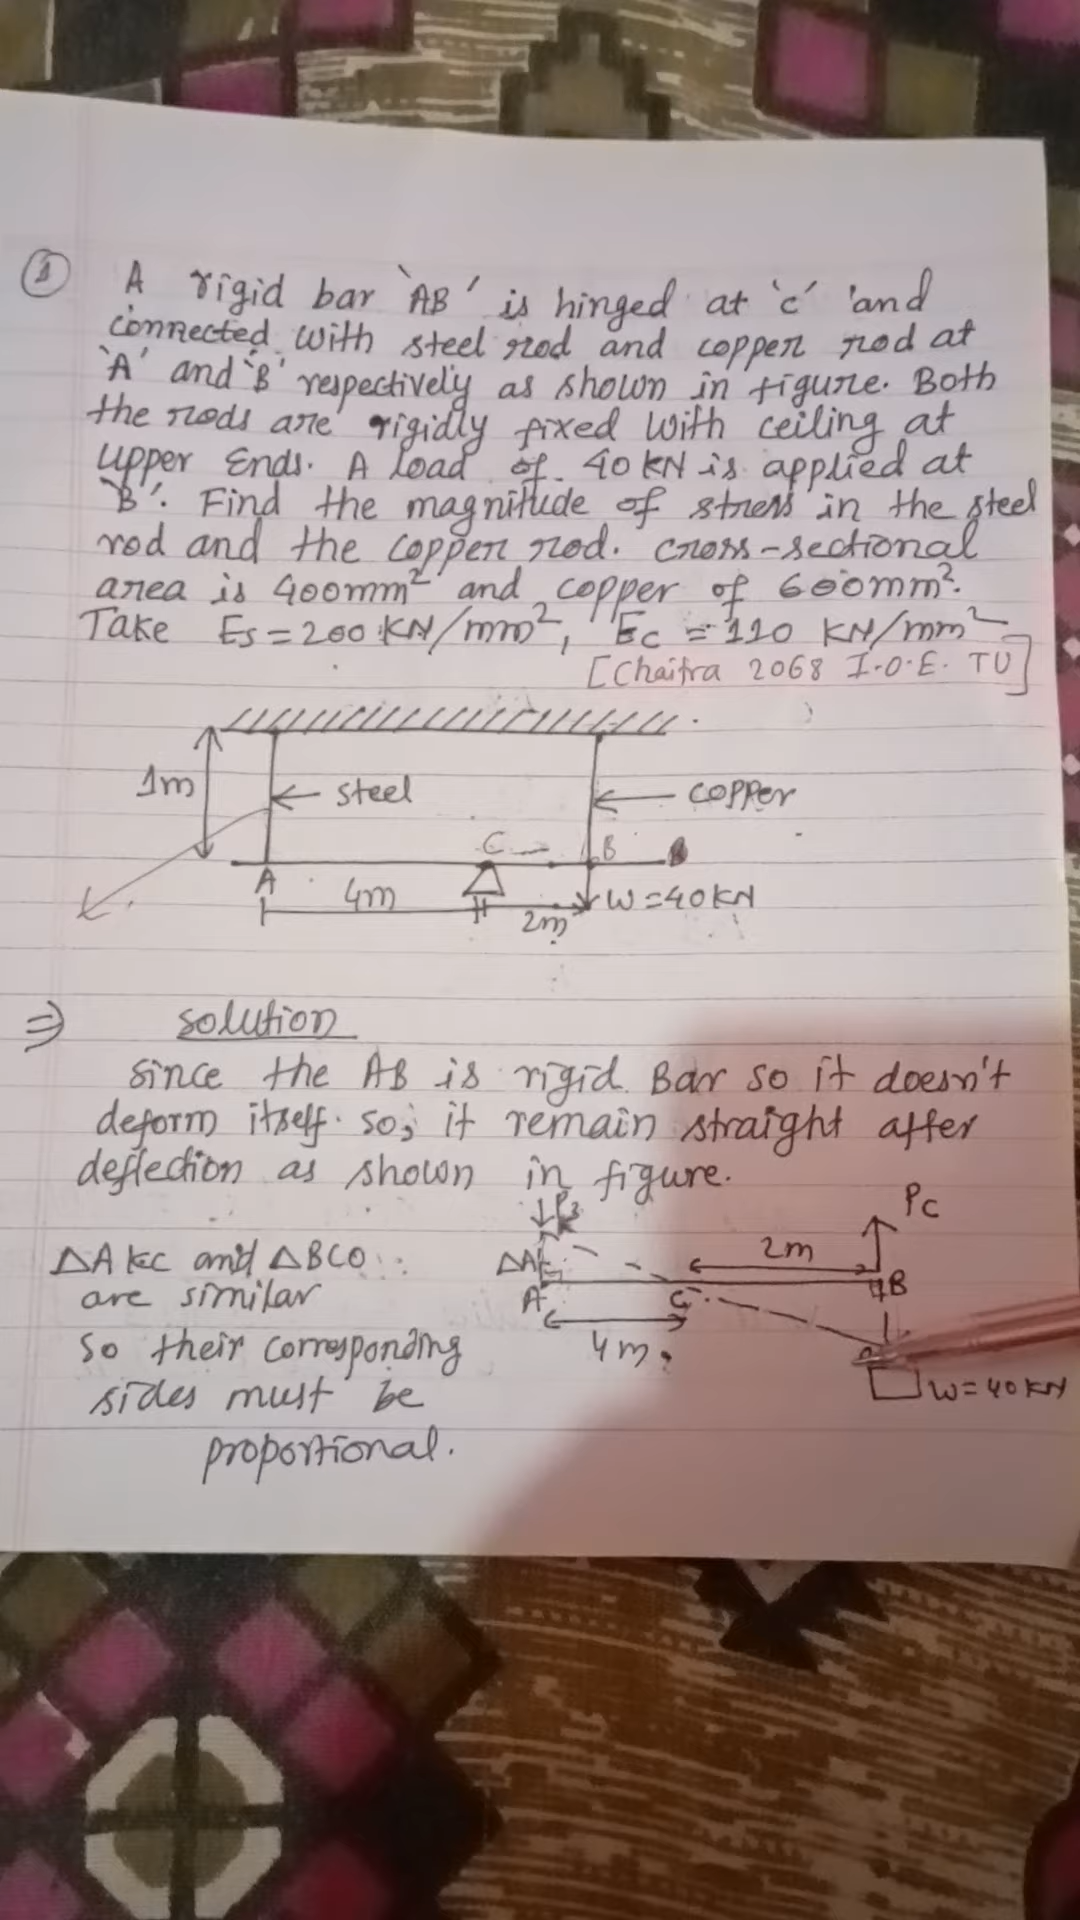 1
A rigid bar `AB' is hinged at `c' 'and
connected with steel rod and copper rod at
`A' and `B' respectively as shown in figure. Both
the rods are rigidly fixed with ceiling at
upper Ends. A load of 40 KN is applied at
`B'. Find the magnitude of stress in the steel
rod and the copper rod. cross-sectional
area is 400mm² and copper of 600mm².
Take Es = 200 KN/mm², Ec = 110 KN/mm²
[Chaitra 2068 I.O.E. TU]
1m
steel
copper
C
B
A
4m
2m
W = 40 KN
⇒ solution
since the AB is rigid Bar so it doesn't
deform itself. so; it remain straight after
deflection as shown in figure.
Pc
ΔA
2m
A
C
B
4m.
W = 40 KN
ΔAKC and ΔBCO
are similar
so their corresponding
sides must be
proportional.